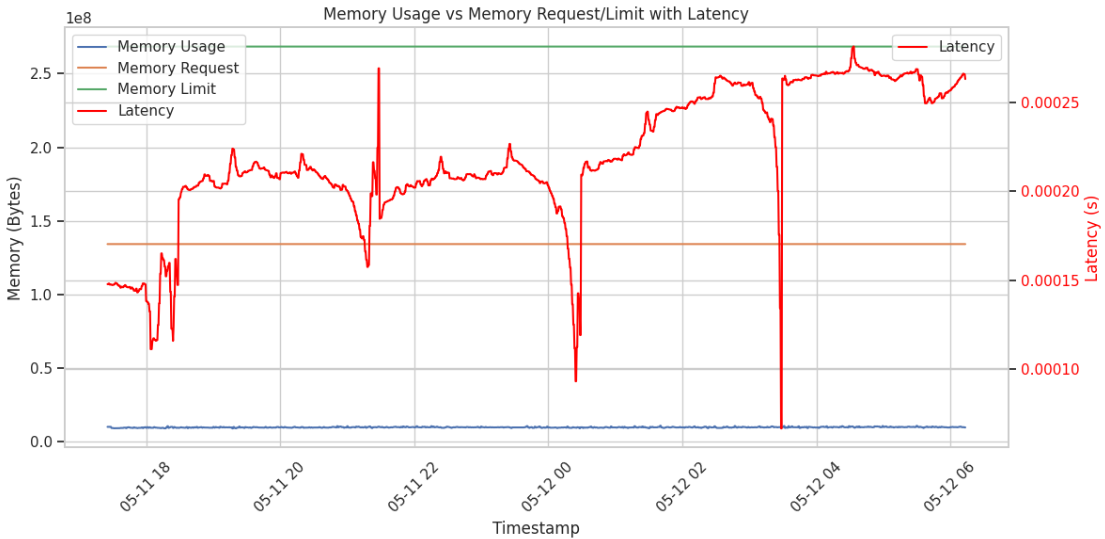 Memory Usage vs Memory Request/Limit with Latency
1e8
Memory Usage
Memory Request
Memory Limit
Latency
Latency
2.5
2.0
1.5
1.0
0.5
0.0
Memory (Bytes)
0.00025
0.00020
0.00015
0.00010
Latency (s)
05-11 18
05-11 20
05-11 22
05-12 00
05-12 02
05-12 04
05-12 06
Timestamp